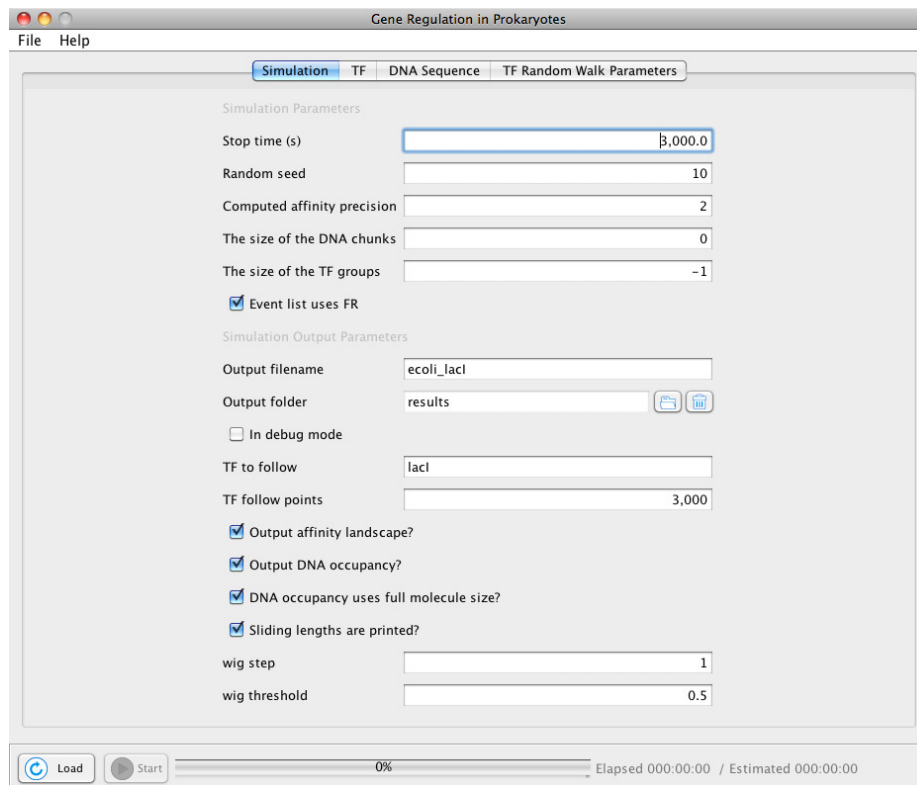 Gene Regulation in Prokaryotes
File Help
Simulation TF DNA Sequence TF Random Walk Parameters
Simulation Parameters
Stop time (s) 3,000.0
Random seed 10
Computed affinity precision 2
The size of the DNA chunks 0
The size of the TF groups -1
Event list uses FR
Simulation Output Parameters
Output filename ecoli_lacI
Output folder results
In debug mode
TF to follow lacI
TF follow points 3,000
Output affinity landscape?
Output DNA occupancy?
DNA occupancy uses full molecule size?
Sliding lengths are printed?
wig step 1
wig threshold 0.5
Load Start 0% Elapsed 000:00:00 / Estimated 000:00:00